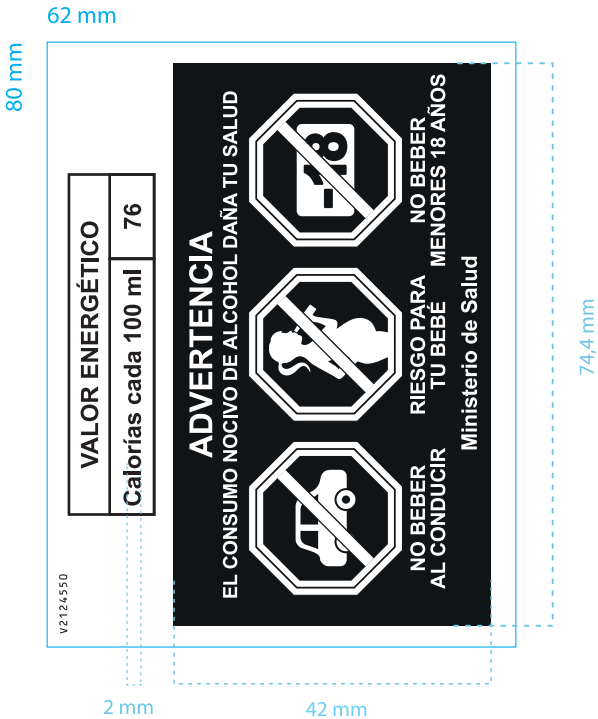 62 mm
80 mm
VALOR ENERGÉTICO
Calorías cada 100 ml 76
V2124550
ADVERTENCIA
EL CONSUMO NOCIVO DE ALCOHOL DAÑA TU SALUD
-18
NO BEBER
AL CONDUCIR
RIESGO PARA
TU BEBÉ
NO BEBER
MENORES 18 AÑOS
Ministerio de Salud
74,4 mm
2 mm
42 mm